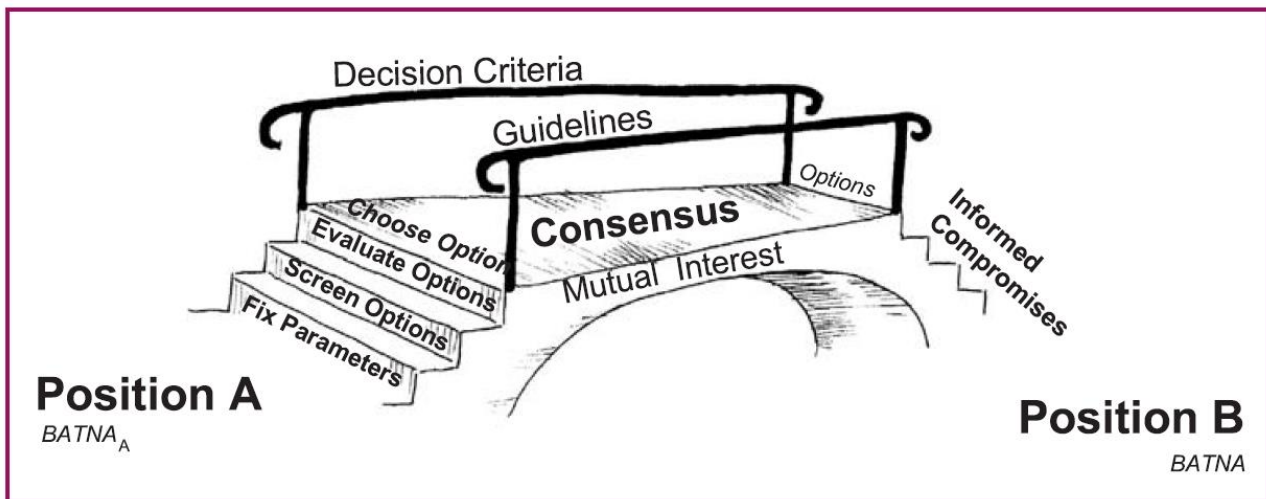 Decision Criteria
Guidelines
Options
Choose Option
Consensus
Evaluate Options
Mutual Interest
Screen Options
Fix Parameters
Informed
Compromises
Position A
BATNA A
Position B
BATNA